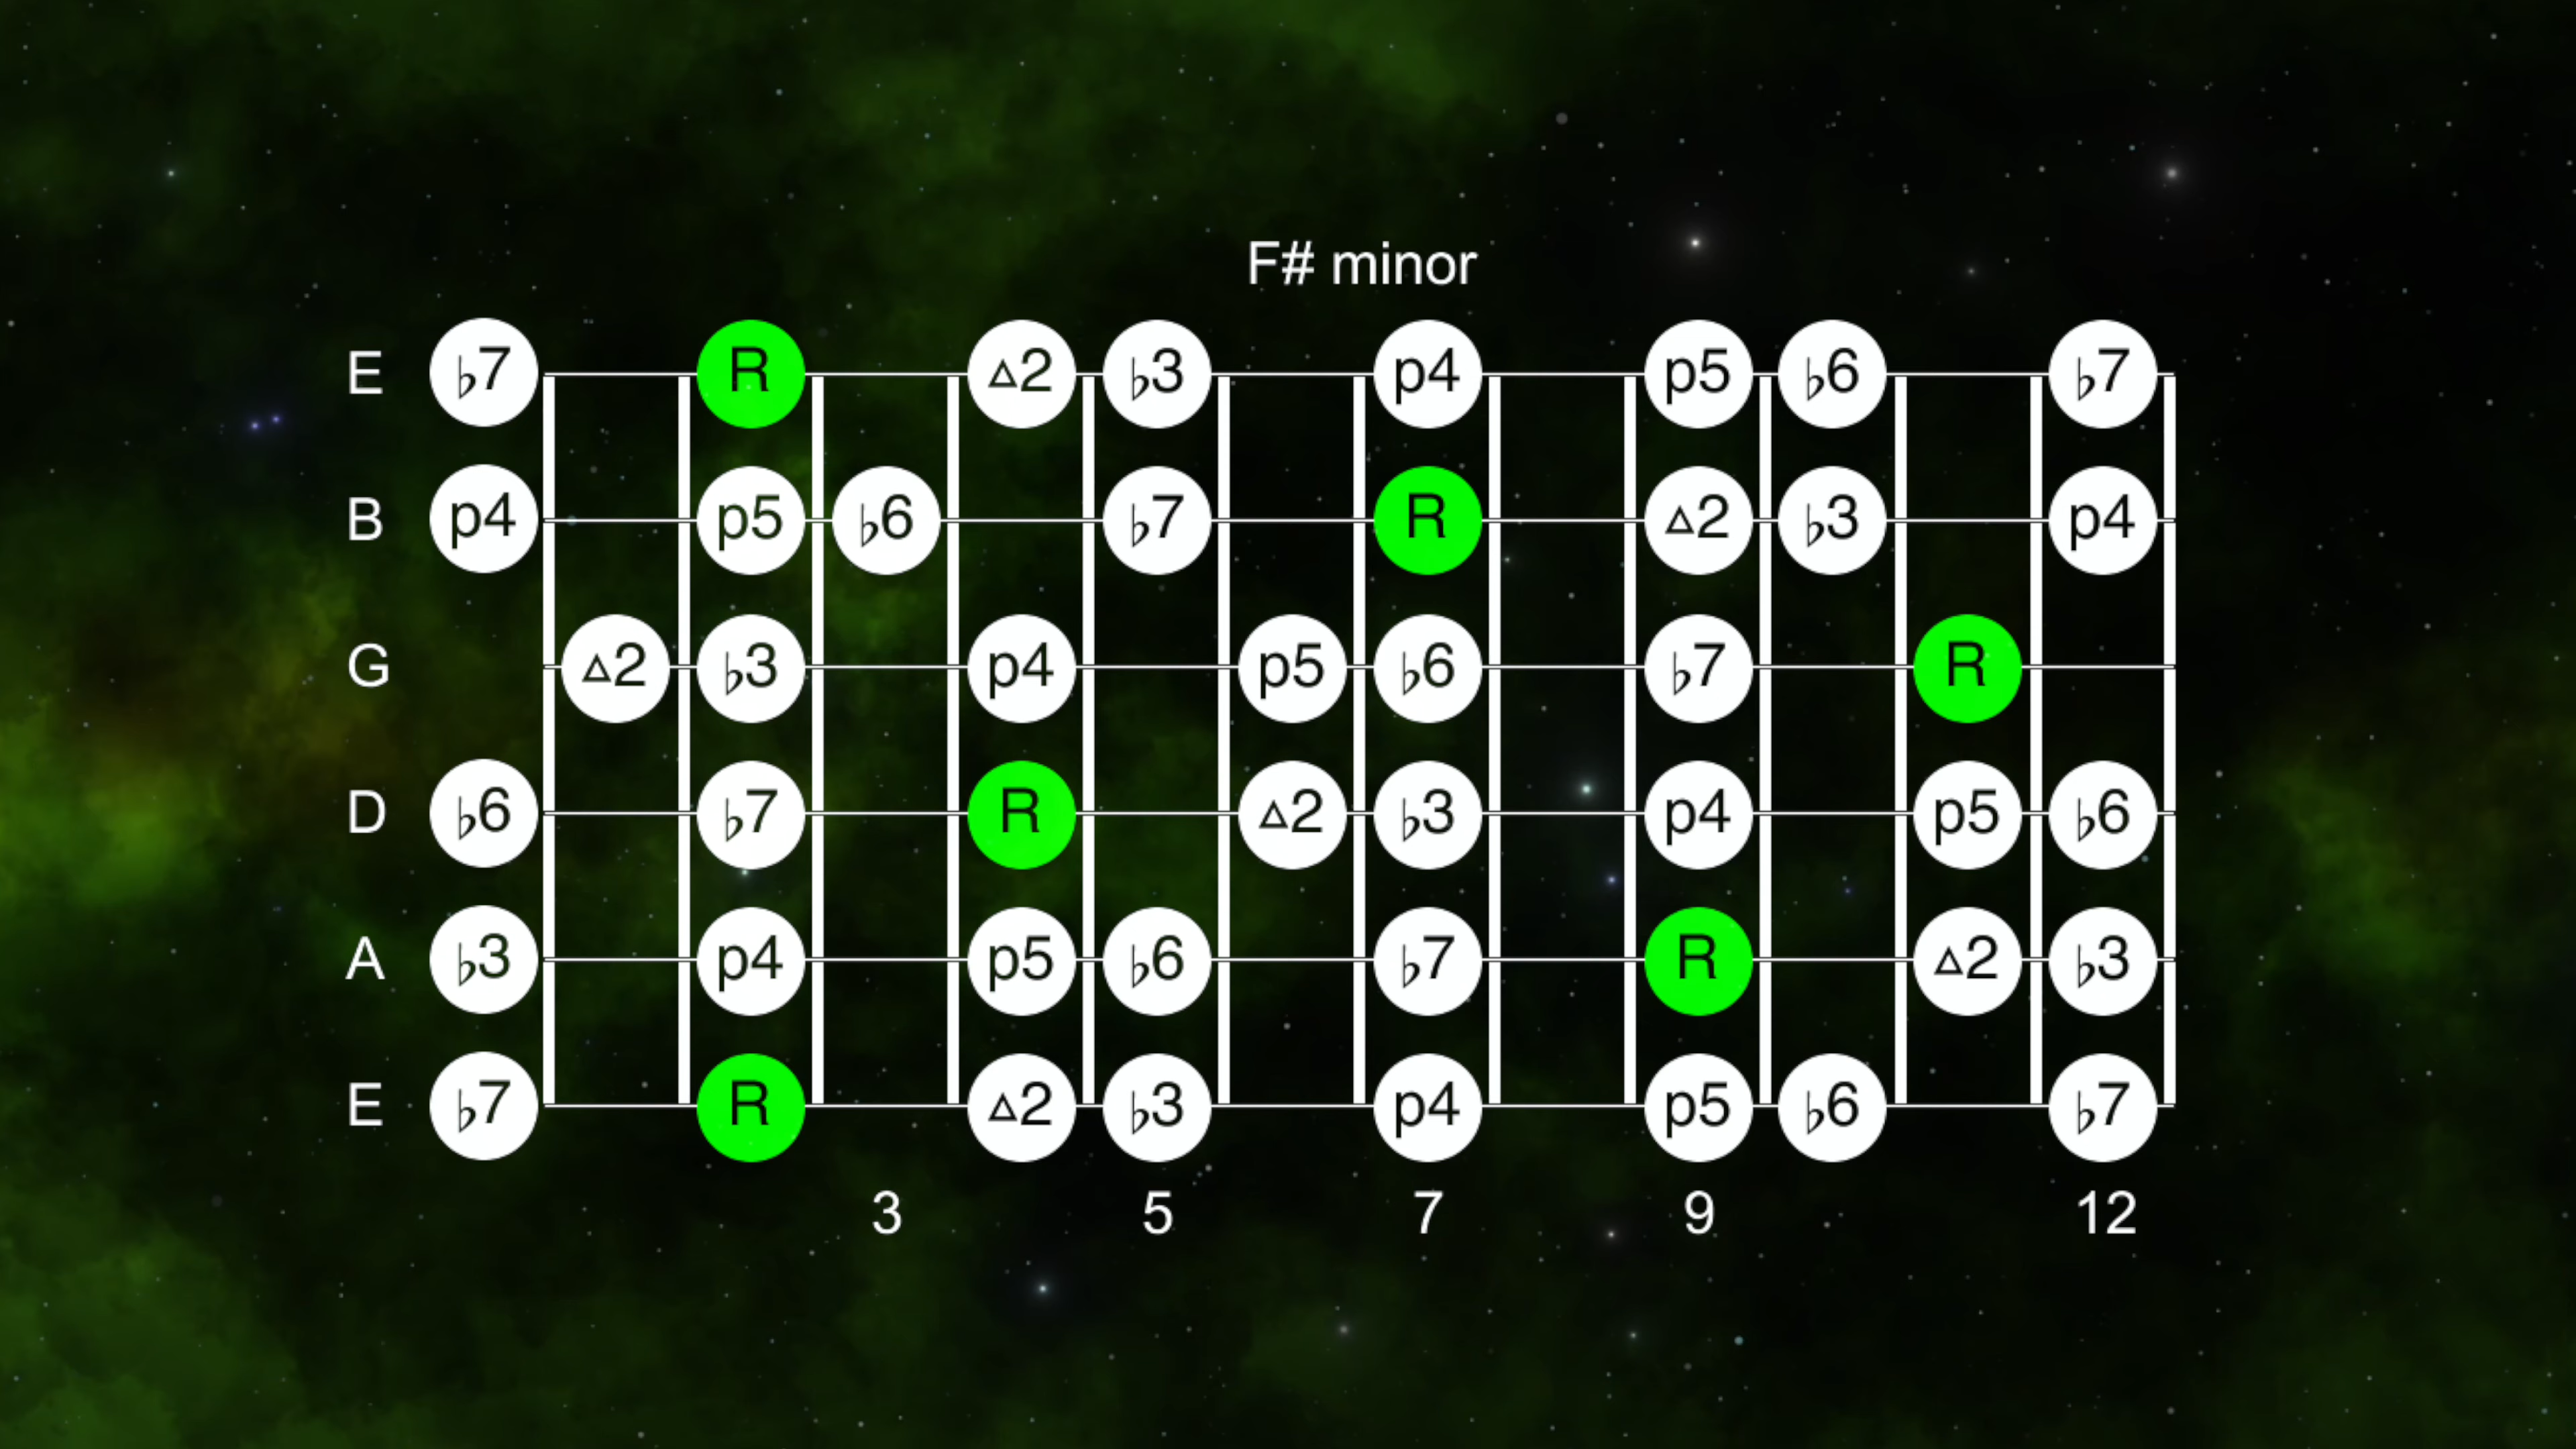 F# minor
E ♭7 R △2 ♭3 p4 p5 ♭6 ♭7
B p4 p5 ♭6 ♭7 R △2 ♭3 p4
G △2 ♭3 p4 p5 ♭6 ♭7 R
D ♭6 ♭7 R △2 ♭3 p4 p5 ♭6
A ♭3 p4 p5 ♭6 ♭7 R △2 ♭3
E ♭7 R △2 ♭3 p4 p5 ♭6 ♭7
3 5 7 9 12